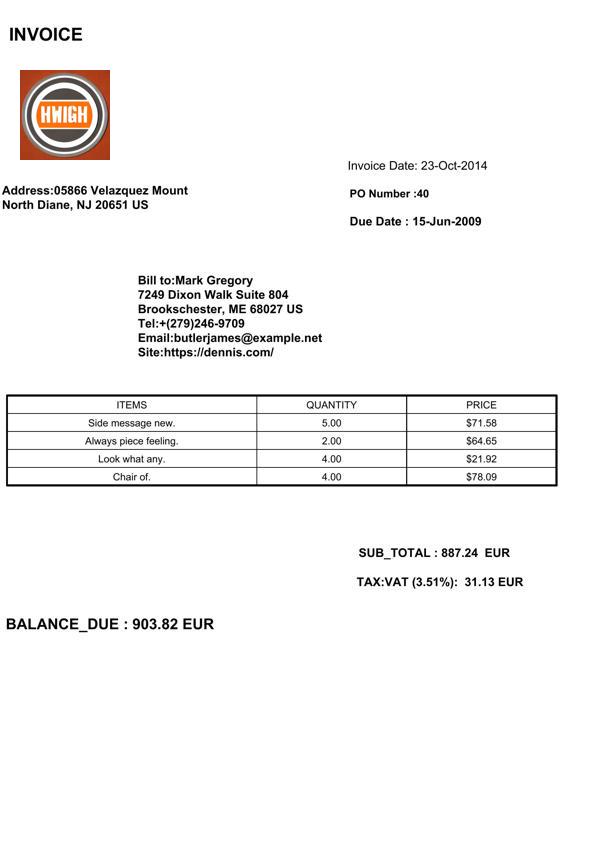 INVOICE
HWIGH
Invoice Date: 23-Oct-2014
Address:05866 Velazquez Mount
North Diane, NJ 20651 US
PO Number :40
Due Date : 15-Jun-2009
Bill to:Mark Gregory
7249 Dixon Walk Suite 804
Brookschester, ME 68027 US
Tel:+(279)246-9709
Email:butlerjames@example.net
Site:https://dennis.com/
ITEMS QUANTITY PRICE
Side message new. 5.00 $71.58
Always piece feeling. 2.00 $64.65
Look what any. 4.00 $21.92
Chair of. 4.00 $78.09
SUB_TOTAL : 887.24 EUR
TAX:VAT (3.51%): 31.13 EUR
BALANCE_DUE : 903.82 EUR